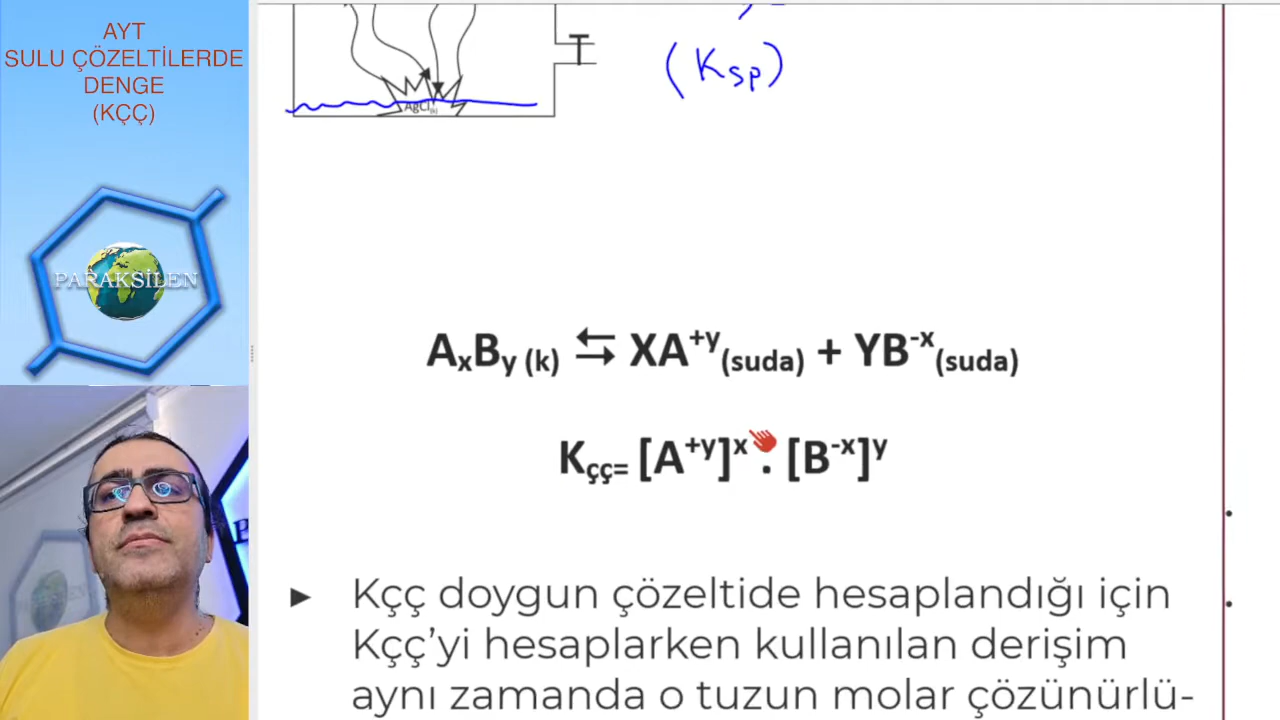 AYT
SULU ÇÖZELTİLERDE
DENGE
(KÇÇ)
PARAKSİLEN
AgCl(k)
T
(Ksp)
AxBy (k) ⇆ XA+y(suda) + YB-x(suda)
Kçç= [A+y]x . [B-x]y
► Kçç doygun çözeltide hesaplandığı için
Kçç’yi hesaplarken kullanılan derişim
aynı zamanda o tuzun molar çözünürlü-